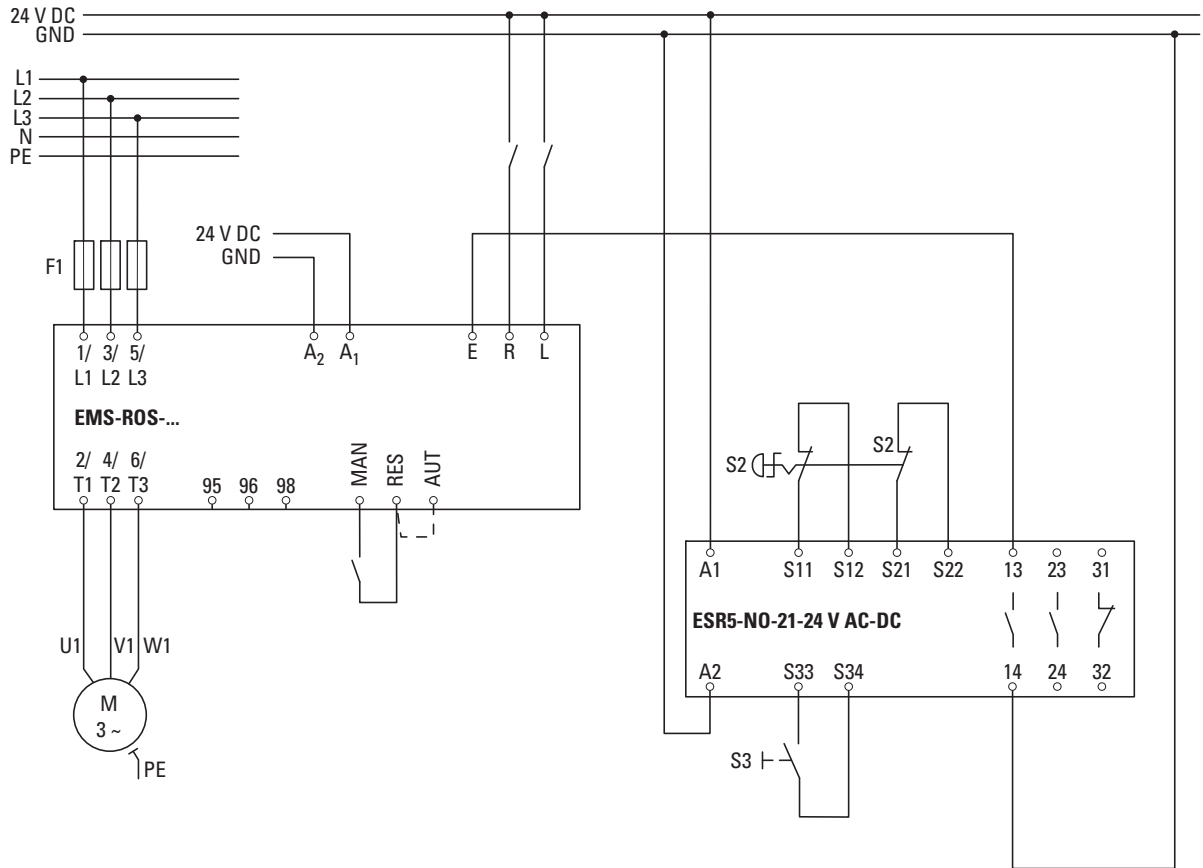 24 V DC
GND
L1
L2
L3
N
PE
24 V DC
GND
F1
1/ 3/ 5/
L1 L2 L3
A2 A1
E R L
EMS-ROS-...
2/ 4/ 6/
T1 T2 T3
95 96 98
MAN
RES
AUT
S2
S2
A1 S11 S12 S21 S22 13 23 31
ESR5-NO-21-24 V AC-DC
A2 S33 S34 14 24 32
U1 V1 W1
M
3 ~
PE
S3